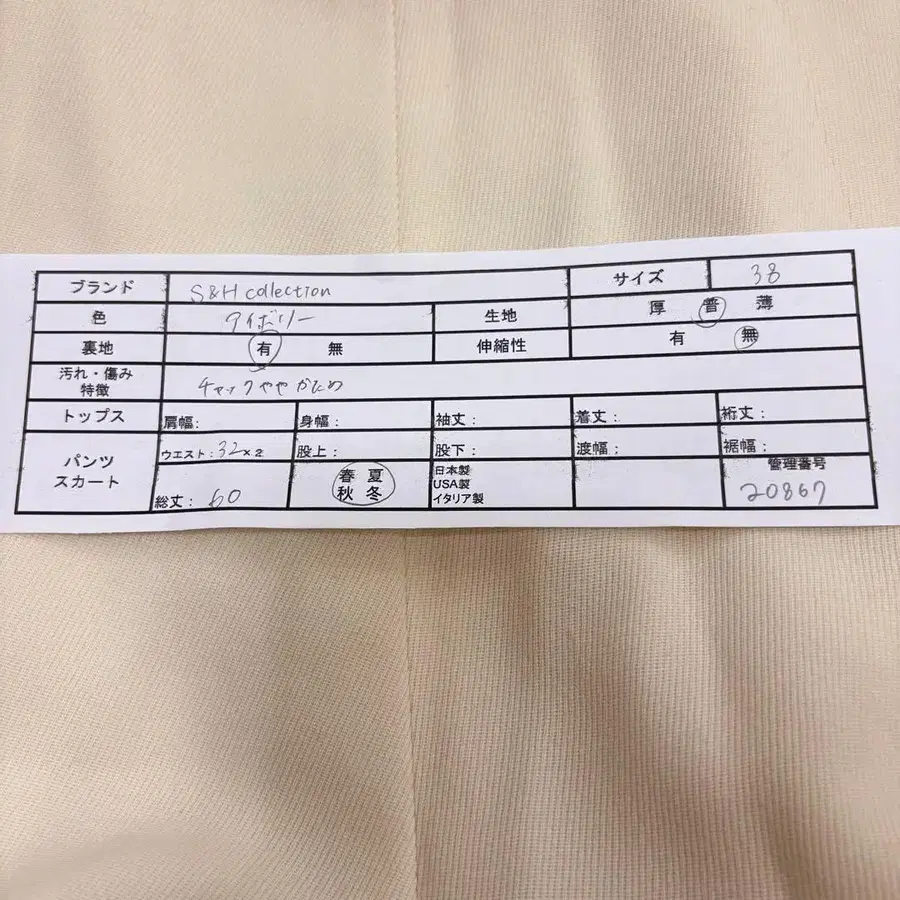 ブランド S&H collection サイズ 38
色 アイボリー 生地 厚 普 薄
裏地 有 無 伸縮性 有 無
汚れ・傷み
特徴 チャックややかため
トップス 肩幅: 身幅: 袖丈: 着丈: 裄丈:
パンツ
スカート
ウエスト:32×2 股上: 股下: 渡幅: 裾幅:
総丈:60
春 夏
秋 冬
日本製
USA製
イタリア製
管理番号
20867